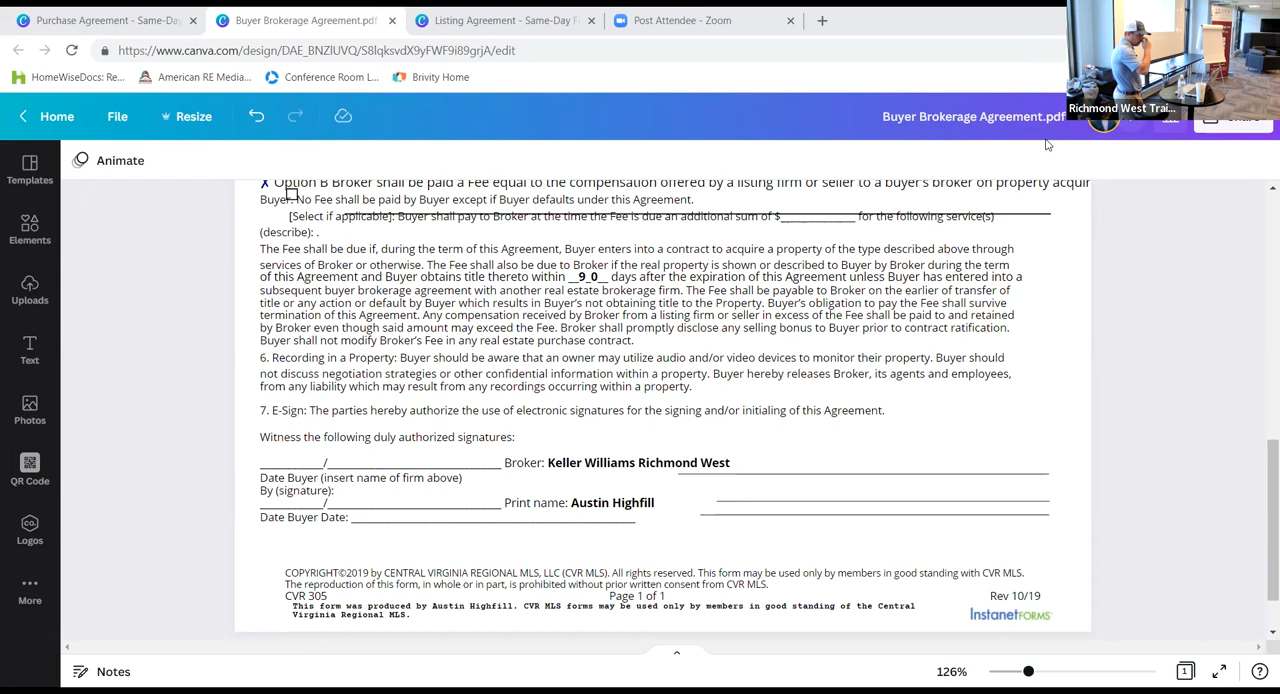 Purchase Agreement - Same-Day
Buyer Brokerage Agreement.pdf
Listing Agreement - Same-Day F
Post Attendee - Zoom
https://www.canva.com/design/DAE_BNZlUVQ/S8lqksvdX9yFWF9i89grjA/edit
HomeWiseDocs: Re...
American RE Media...
Conference Room L...
Brivity Home
Richmond West Trai...
Home
File
Resize
Buyer Brokerage Agreement.pdf
Animate
Templates
Elements
Uploads
Text
Photos
QR Code
Logos
More
X Option B Broker shall be paid a Fee equal to the compensation offered by a listing firm or seller to a buyer's broker on property acquir
Buyer. No Fee shall be paid by Buyer except if Buyer defaults under this Agreement.
[Select if applicable]: Buyer shall pay to Broker at the time the Fee is due an additional sum of $______________ for the following service(s)
(describe): .
The Fee shall be due if, during the term of this Agreement, Buyer enters into a contract to acquire a property of the type described above through
services of Broker or otherwise. The Fee shall also be due to Broker if the real property is shown or described to Buyer by Broker during the term
of this Agreement and Buyer obtains title thereto within __9_0__ days after the expiration of this Agreement unless Buyer has entered into a
subsequent buyer brokerage agreement with another real estate brokerage firm. The Fee shall be payable to Broker on the earlier of transfer of
title or any action or default by Buyer which results in Buyer's not obtaining title to the Property. Buyer's obligation to pay the Fee shall survive
termination of this Agreement. Any compensation received by Broker from a listing firm or seller in excess of the Fee shall be paid to and retained
by Broker even though said amount may exceed the Fee. Broker shall promptly disclose any selling bonus to Buyer prior to contract ratification.
Buyer shall not modify Broker's Fee in any real estate purchase contract.
6. Recording in a Property: Buyer should be aware that an owner may utilize audio and/or video devices to monitor their property. Buyer should
not discuss negotiation strategies or other confidential information within a property. Buyer hereby releases Broker, its agents and employees,
from any liability which may result from any recordings occurring within a property.
7. E-Sign: The parties hereby authorize the use of electronic signatures for the signing and/or initialing of this Agreement.
Witness the following duly authorized signatures:
____________/________________________________ Broker: Keller Williams Richmond West
Date Buyer (insert name of firm above)
By (signature):
____________/________________________________ Print name: Austin Highfill
Date Buyer Date: ______________________________________________________
COPYRIGHT©2019 by CENTRAL VIRGINIA REGIONAL MLS, LLC (CVR MLS). All rights reserved. This form may be used only by members in good standing with CVR MLS.
The reproduction of this form, in whole or in part, is prohibited without prior written consent from CVR MLS.
CVR 305 Page 1 of 1 Rev 10/19
This form was produced by Austin Highfill. CVR MLS forms may be used only by members in good standing of the Central
Virginia Regional MLS.
InstanetFORMS
Notes
126%
1